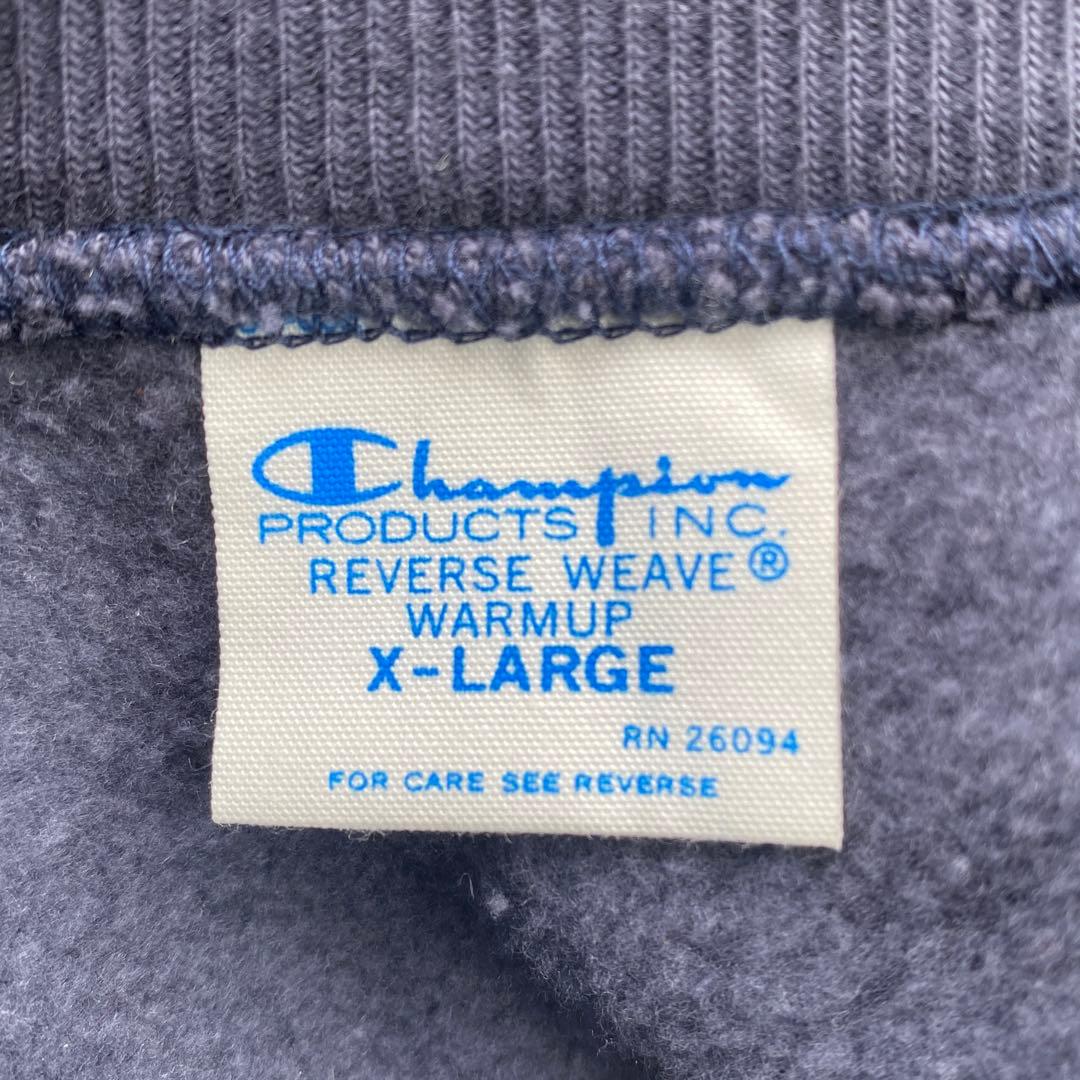 Champion
PRODUCTS INC.
REVERSE WEAVE®
WARMUP
X-LARGE
RN 26094
FOR CARE SEE REVERSE